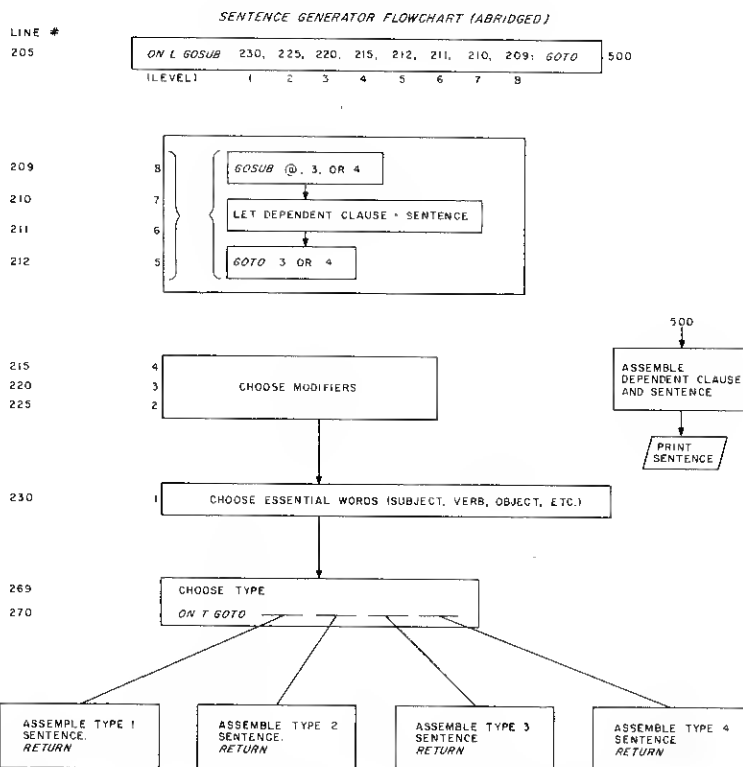 SENTENCE GENERATOR FLOWCHART (ABRIDGED)
LINE #
205 ON L GOSUB 230, 225, 220, 215, 212, 211, 210, 209: GOTO 500
(LEVEL) 1 2 3 4 5 6 7 8
209 8 GOSUB @, 3, OR 4
210 7
LET DEPENDENT CLAUSE = SENTENCE
211 6
212 5 GOTO 3 OR 4
500
215 4
220 3 CHOOSE MODIFIERS
225 2
ASSEMBLE
DEPENDENT CLAUSE
AND SENTENCE
PRINT
SENTENCE
230 1 CHOOSE ESSENTIAL WORDS (SUBJECT, VERB, OBJECT, ETC.)
269 CHOOSE TYPE
270 ON T GOTO
ASSEMPLE TYPE 1
SENTENCE.
RETURN
ASSEMBLE TYPE 2
SENTENCE.
RETURN
ASSEMBLE TYPE 3
SENTENCE
RETURN
ASSEMBLE TYPE 4
SENTENCE
RETURN